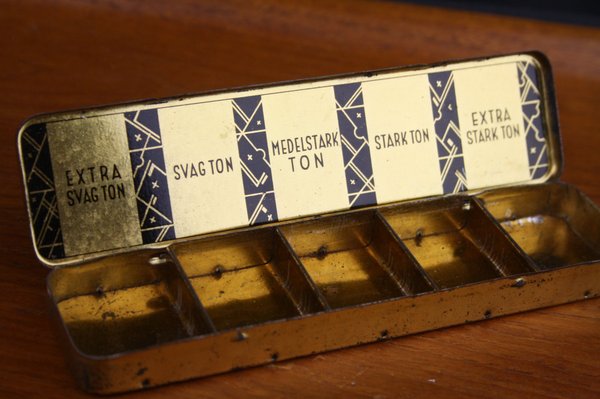 EXTRA
SVAG TON
SVAG TON
MEDELSTARK
TON
STARK TON
EXTRA
STARK TON